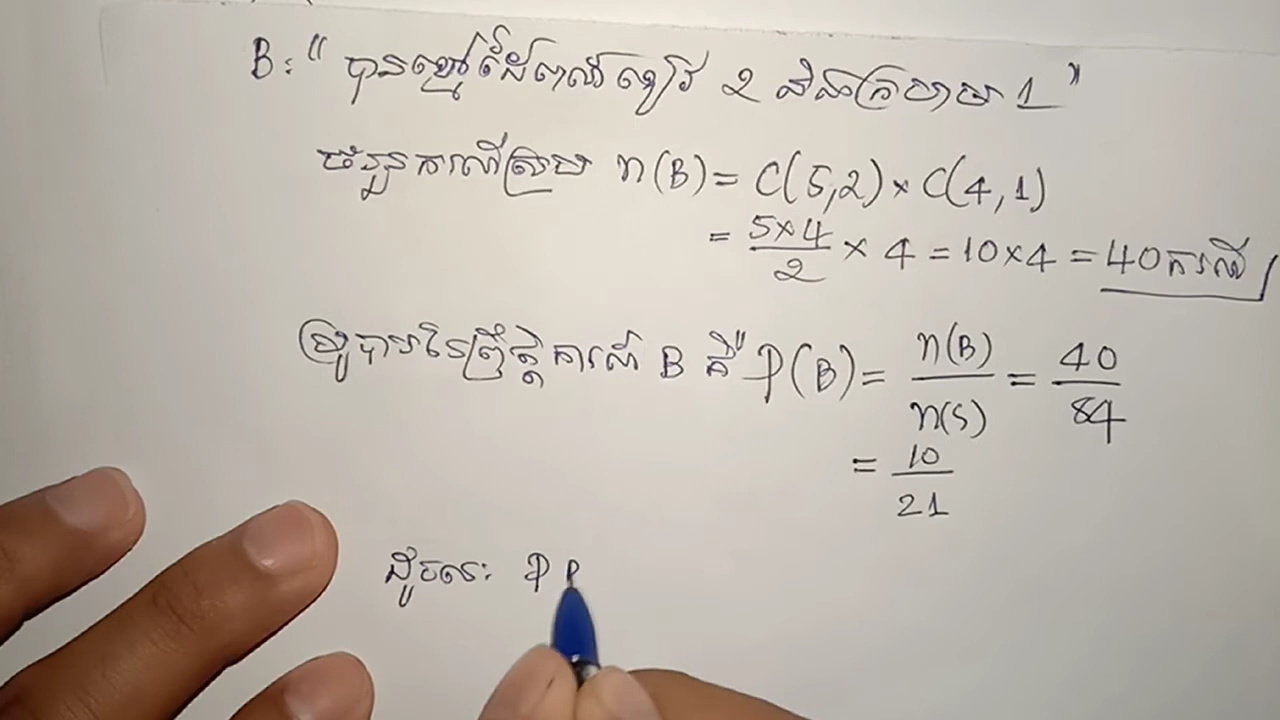 B: "បានខ្មៅដៃពណ៌ខៀវ 2 និងក្រហម 1"
ចំនួនករណីស្រប n(B) = C(5,2) × C(4,1)
= 5×4/2 × 4 = 10×4 = 40ករណី
ប្រូបាបនៃព្រឹត្តិការណ៍ B គឺ P(B) = n(B)/n(S) = 40/84
= 10/21
ដូចនេះ P